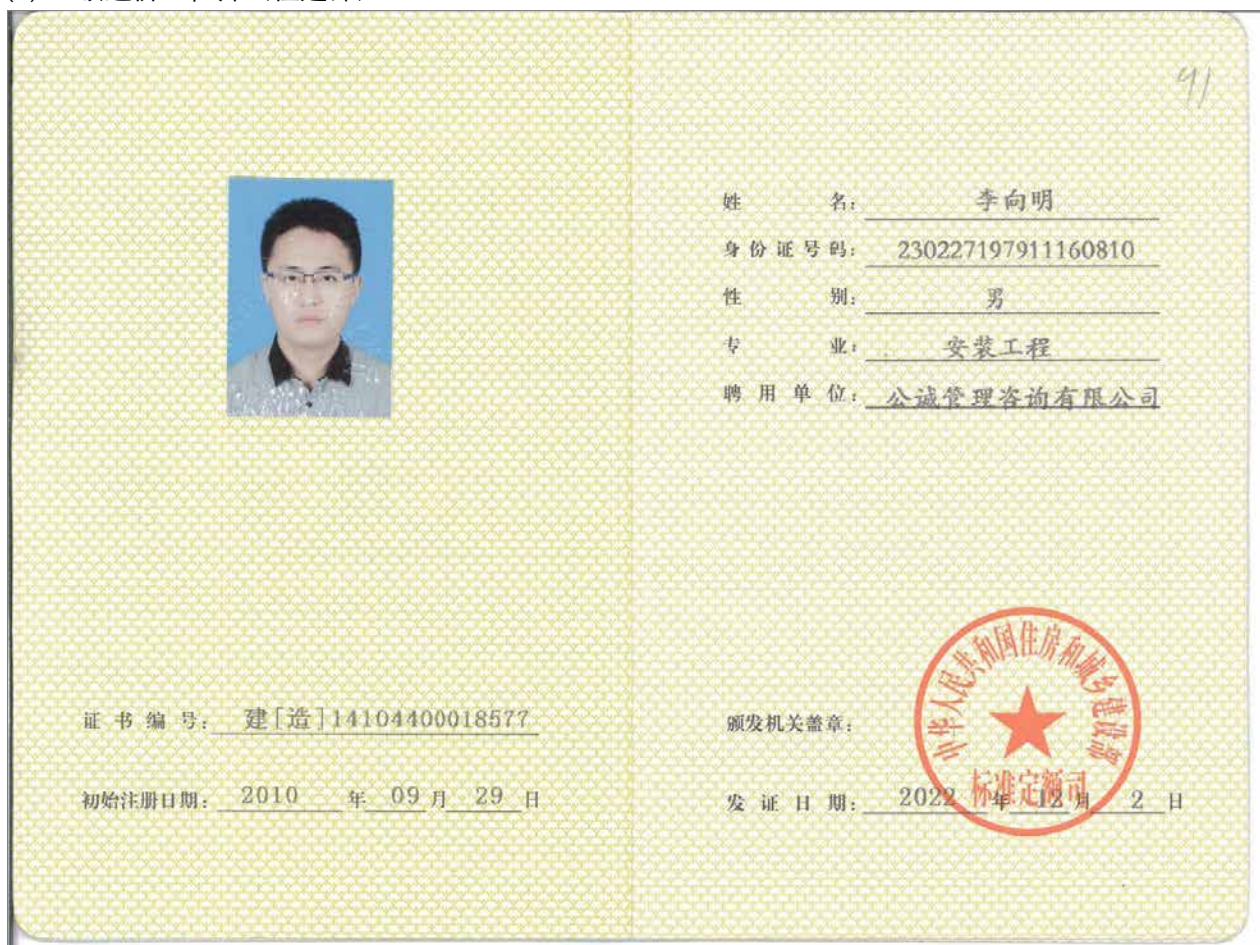 91
姓 名: 李向明
身份证号码: 230227197911160810
性 别: 男
专 业: 安装工程
聘用单位: 公诚管理咨询有限公司
证书编号: 建[造]14104400018577
初始注册日期: 2010 年 09 月 29 日
颁发机关盖章:
中华人民共和国住房和城乡建设部
标准定额司
发证日期: 2022 年 12 月 2 日